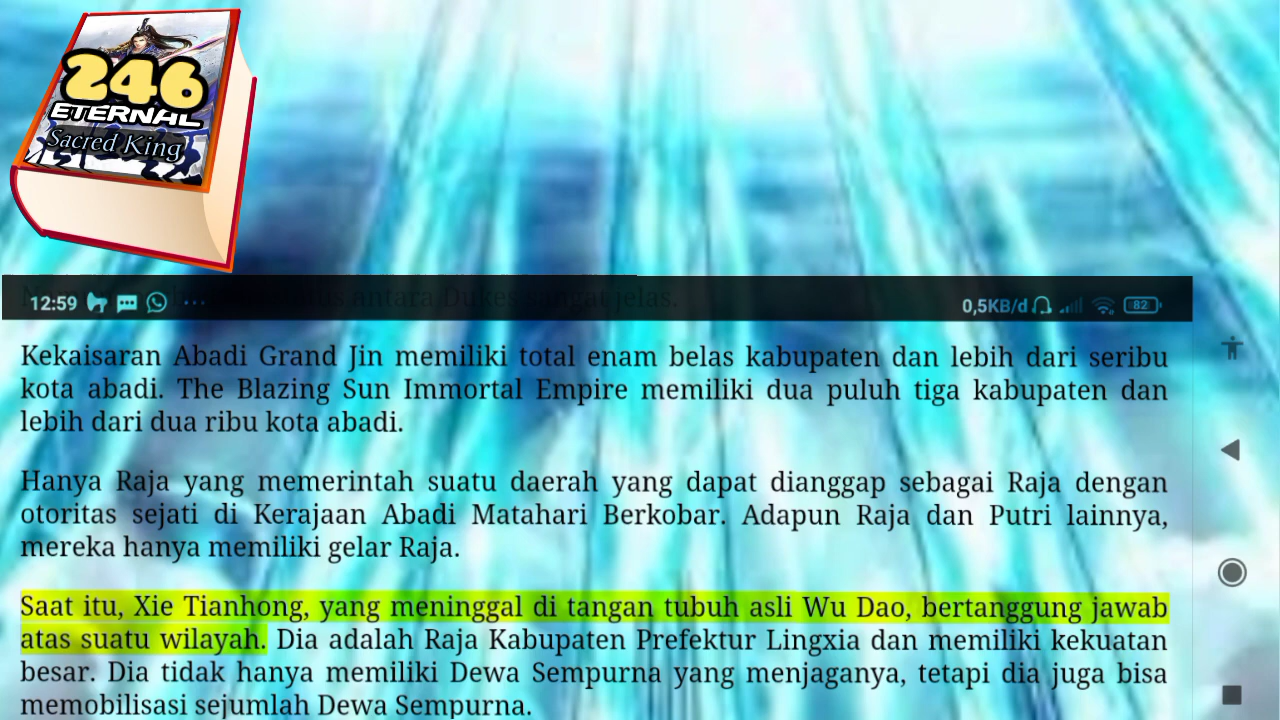 246
ETERNAL
Sacred King
antara Dukes sangat jelas.
12:59
0,5KB/d
82
Kekaisaran Abadi Grand Jin memiliki total enam belas kabupaten dan lebih dari seribu
kota abadi. The Blazing Sun Immortal Empire memiliki dua puluh tiga kabupaten dan
lebih dari dua ribu kota abadi.
Hanya Raja yang memerintah suatu daerah yang dapat dianggap sebagai Raja dengan
otoritas sejati di Kerajaan Abadi Matahari Berkobar. Adapun Raja dan Putri lainnya,
mereka hanya memiliki gelar Raja.
Saat itu, Xie Tianhong, yang meninggal di tangan tubuh asli Wu Dao, bertanggung jawab
atas suatu wilayah. Dia adalah Raja Kabupaten Prefektur Lingxia dan memiliki kekuatan
besar. Dia tidak hanya memiliki Dewa Sempurna yang menjaganya, tetapi dia juga bisa
memobilisasi sejumlah Dewa Sempurna.